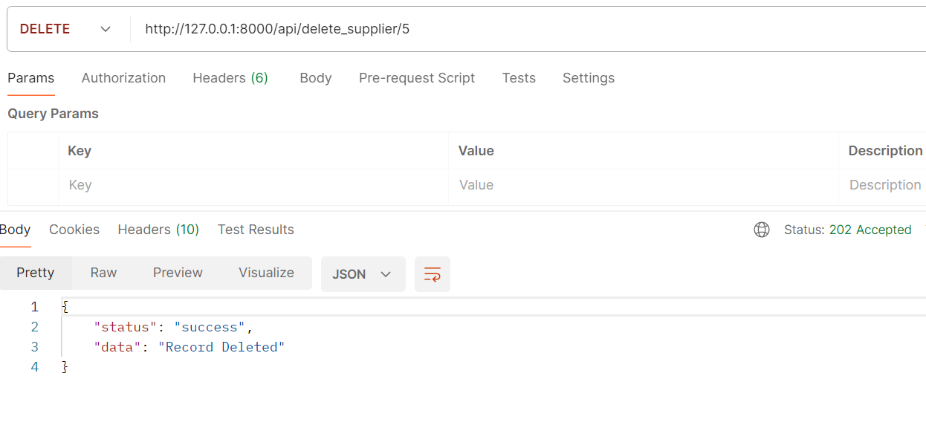 DELETE http://127.0.0.1:8000/api/delete_supplier/5
Params Authorization Headers (6) Body Pre-request Script Tests Settings
Query Params
Key Value Description
Key Value Description
Body Cookies Headers (10) Test Results Status: 202 Accepted
Pretty Raw Preview Visualize JSON
1 {
2 "status": "success",
3 "data": "Record Deleted"
4 }